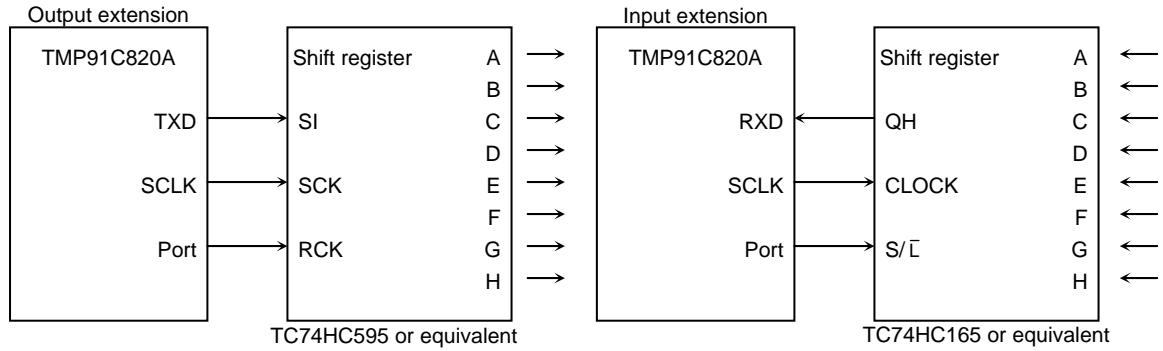 Output extension
TMP91C820A
TXD
SCLK
Port
Shift register
SI
SCK
RCK
A
B
C
D
E
F
G
H
TC74HC595 or equivalent
Input extension
TMP91C820A
RXD
SCLK
Port
Shift register
QH
CLOCK
S/L̅
A
B
C
D
E
F
G
H
TC74HC165 or equivalent